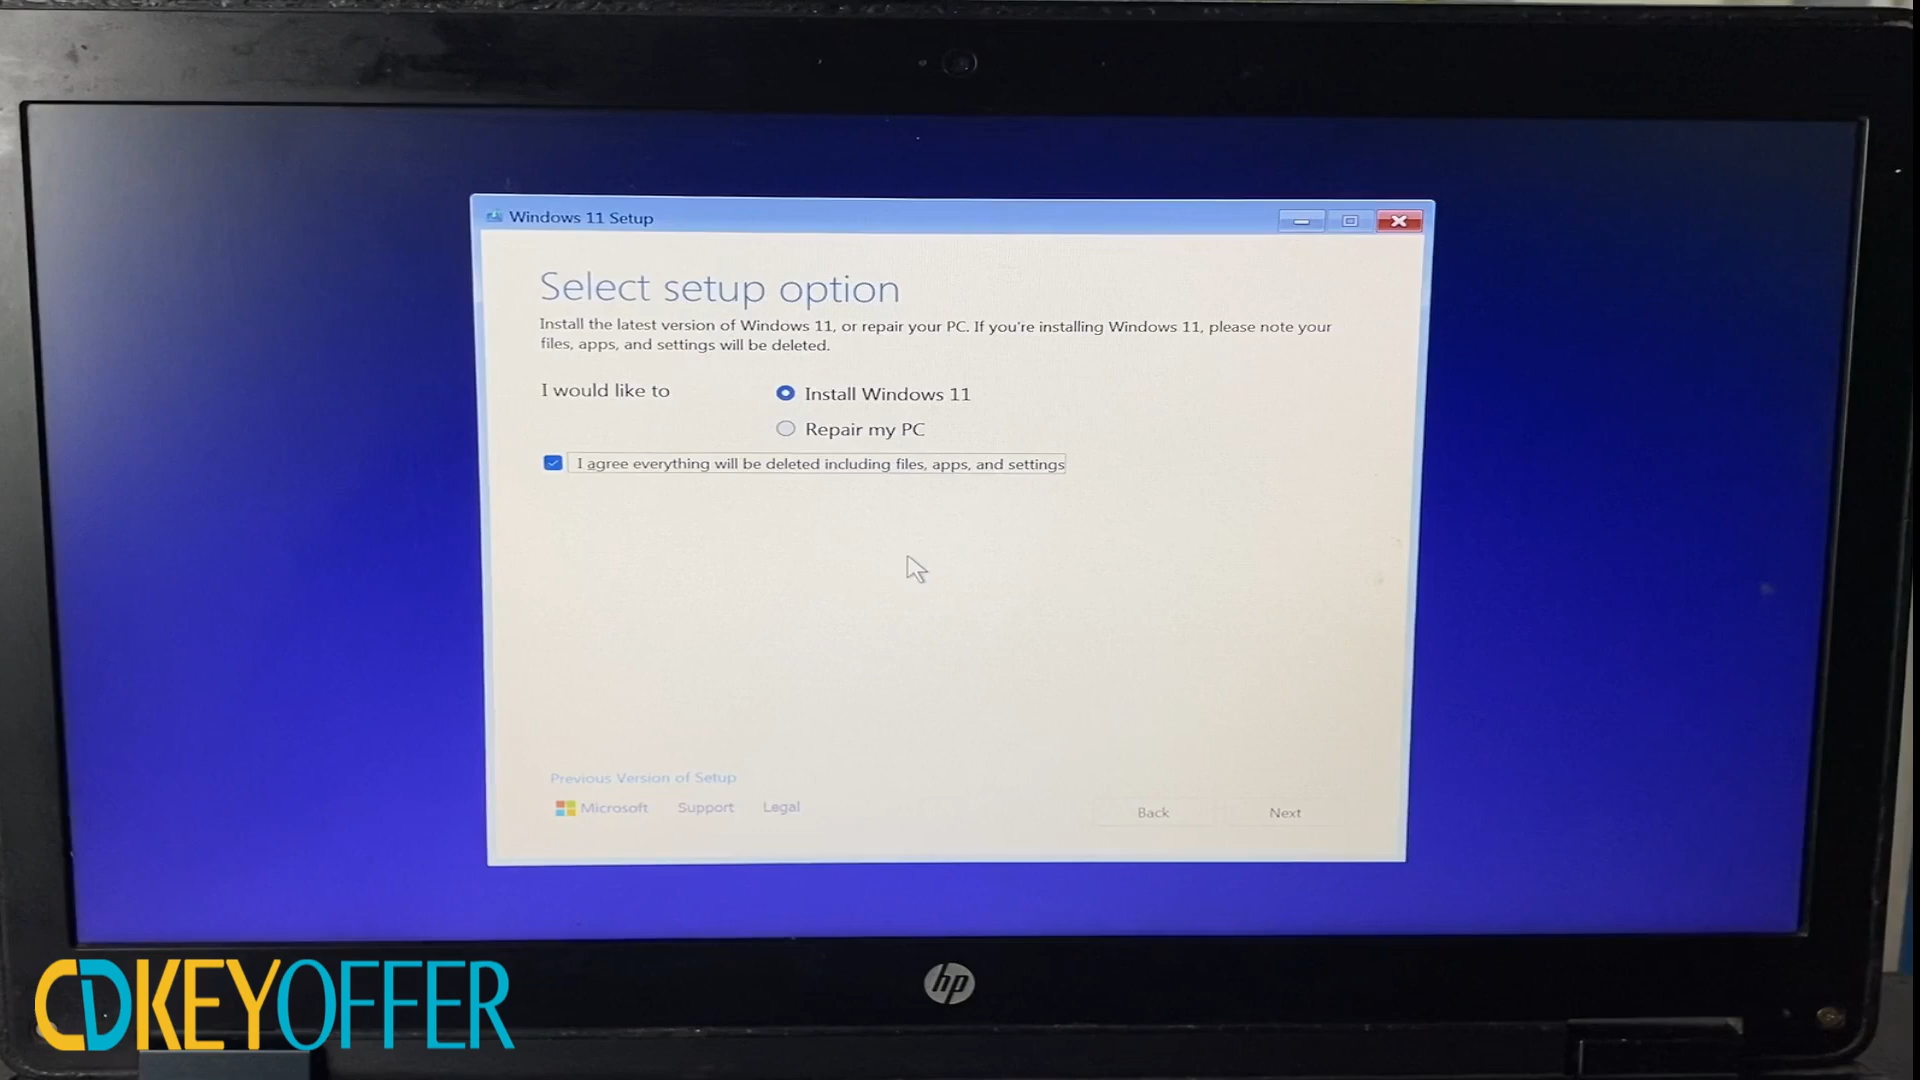 Windows 11 Setup
Select setup option
Install the latest version of Windows 11, or repair your PC. If you're installing Windows 11, please note your
files, apps, and settings will be deleted.
I would like to
Install Windows 11
Repair my PC
I agree everything will be deleted including files, apps, and settings
Previous Version of Setup
Microsoft Support Legal
Back Next
hp
CDKEYOFFER